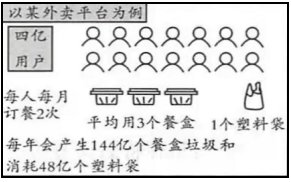 以某外卖平台为例
四亿
用户
每人每月
订餐2次
平均用3个餐盒
1个塑料袋
每年会产生144亿个餐盒垃圾和
消耗48亿个塑料袋